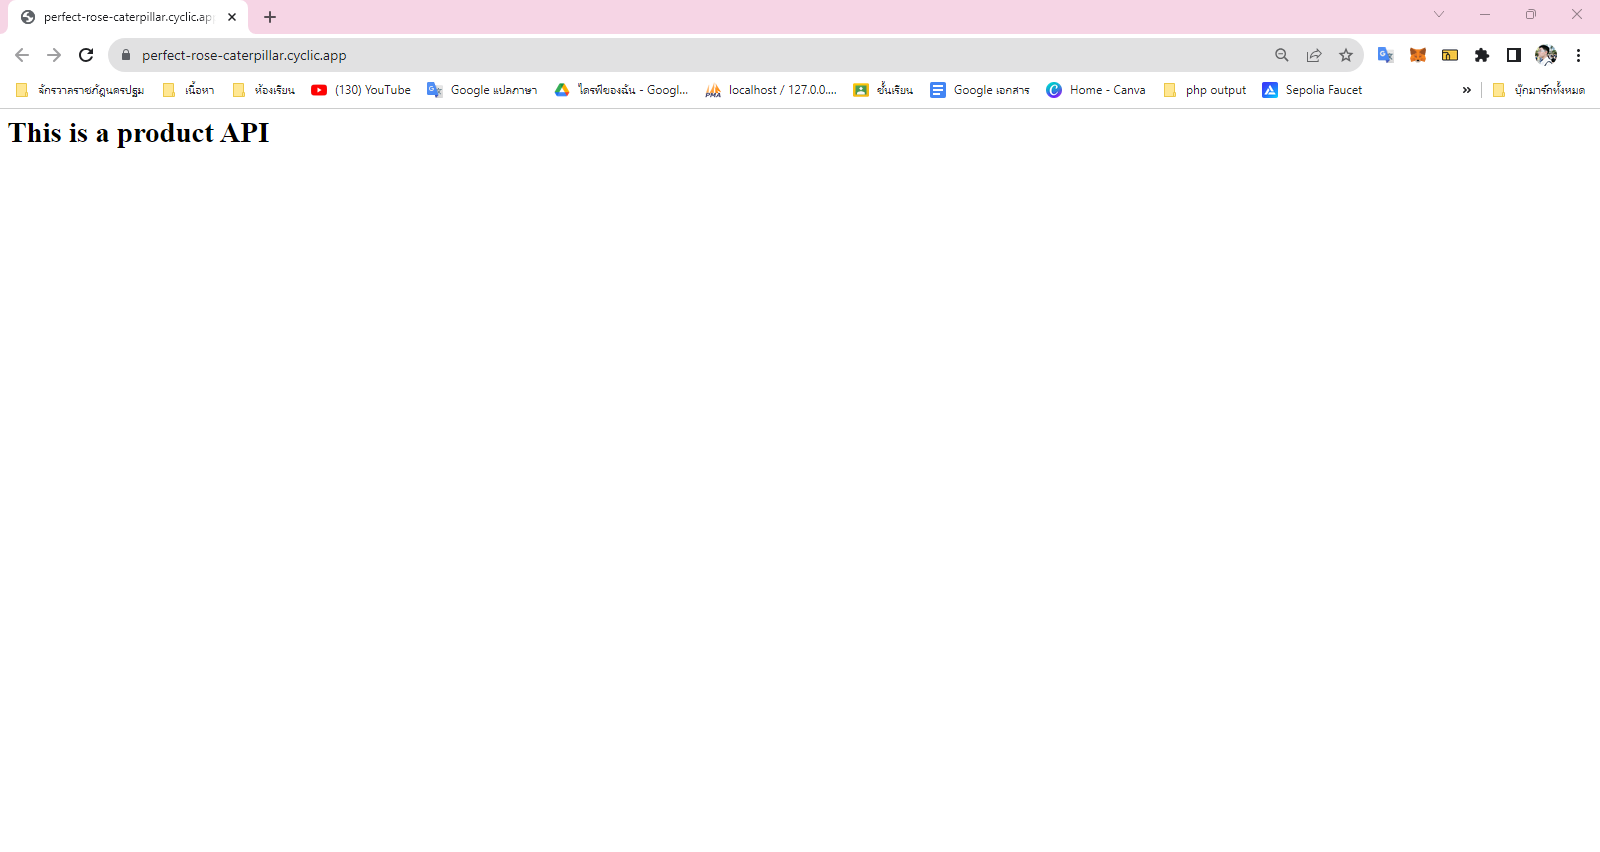 perfect-rose-caterpillar.cyclic.app
perfect-rose-caterpillar.cyclic.app
จักรวาลราชภัฎนครปฐม เนื้อหา ห้องเรียน (130) YouTube Google แปลภาษา ไดรฟ์ของฉัน - Googl... localhost / 127.0.0.... ชั้นเรียน Google เอกสาร Home - Canva php output Sepolia Faucet » บุ๊กมาร์กทั้งหมด
This is a product API